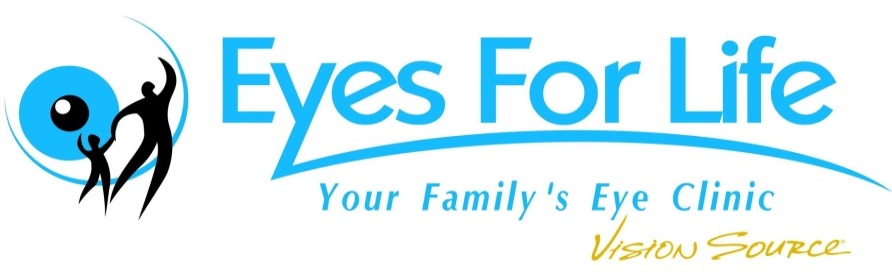 Eyes For Life
Your Family's Eye Clinic
Vision Source®